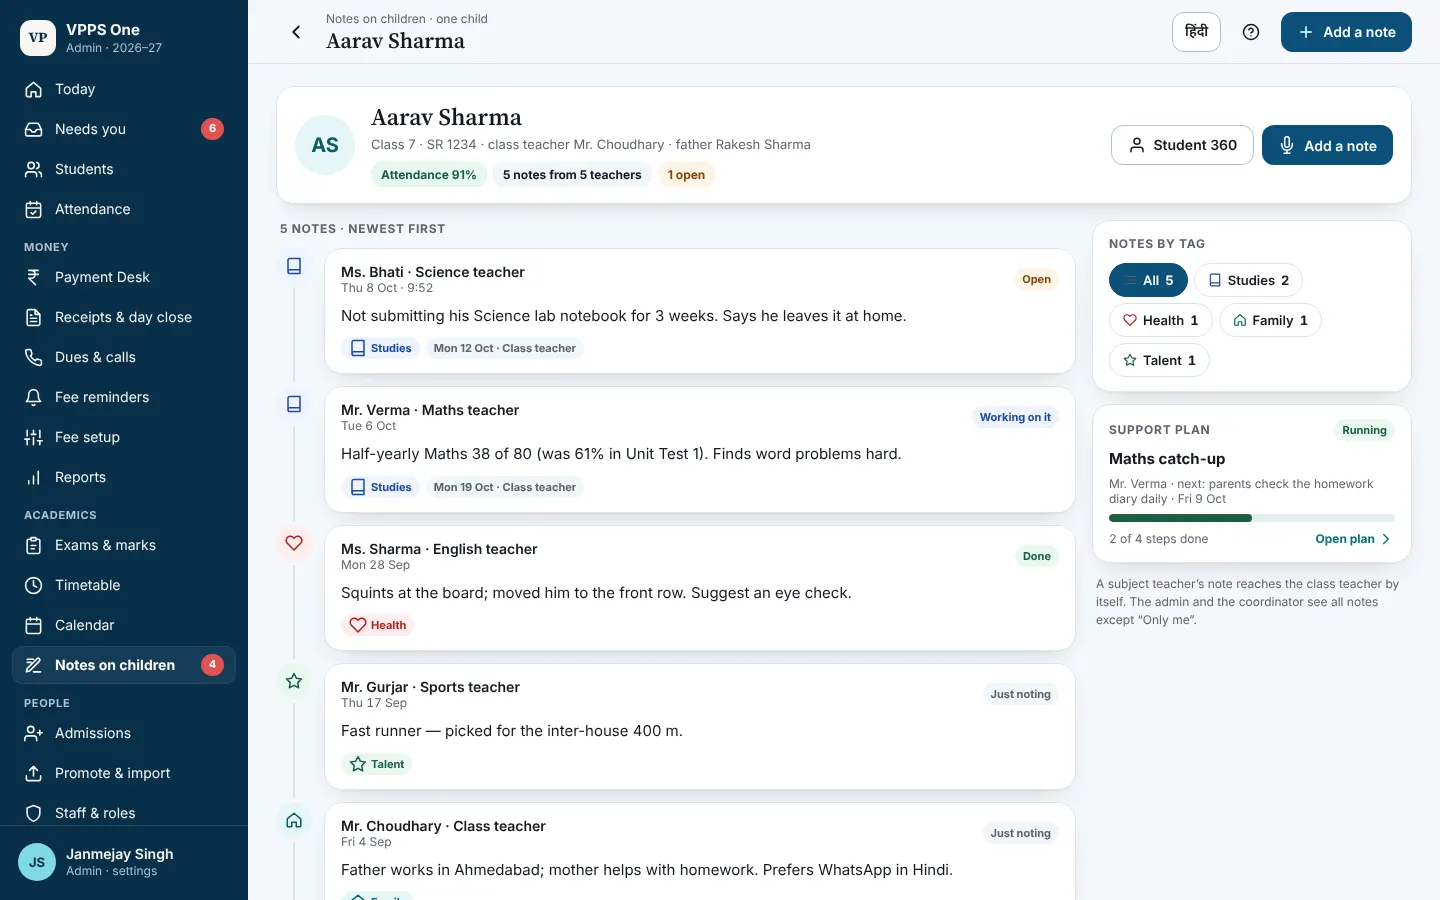 VP
VPPS One
Admin · 2026–27
Today
Needs you 6
Students
Attendance
MONEY
Payment Desk
Receipts & day close
Dues & calls
Fee reminders
Fee setup
Reports
ACADEMICS
Exams & marks
Timetable
Calendar
Notes on children 4
PEOPLE
Admissions
Promote & import
Staff & roles
JS
Janmejay Singh
Admin · settings
Notes on children · one child
Aarav Sharma
हिंदी
Add a note
AS
Aarav Sharma
Class 7 · SR 1234 · class teacher Mr. Choudhary · father Rakesh Sharma
Attendance 91% 5 notes from 5 teachers 1 open
Student 360
Add a note
5 NOTES · NEWEST FIRST
Ms. Bhati · Science teacher
Thu 8 Oct · 9:52
Open
Not submitting his Science lab notebook for 3 weeks. Says he leaves it at home.
Studies Mon 12 Oct · Class teacher
Mr. Verma · Maths teacher
Tue 6 Oct
Working on it
Half-yearly Maths 38 of 80 (was 61% in Unit Test 1). Finds word problems hard.
Studies Mon 19 Oct · Class teacher
Ms. Sharma · English teacher
Mon 28 Sep
Done
Squints at the board; moved him to the front row. Suggest an eye check.
Health
Mr. Gurjar · Sports teacher
Thu 17 Sep
Just noting
Fast runner — picked for the inter-house 400 m.
Talent
Mr. Choudhary · Class teacher
Fri 4 Sep
Just noting
Father works in Ahmedabad; mother helps with homework. Prefers WhatsApp in Hindi.
NOTES BY TAG
All 5 Studies 2
Health 1 Family 1
Talent 1
SUPPORT PLAN Running
Maths catch-up
Mr. Verma · next: parents check the homework
diary daily · Fri 9 Oct
2 of 4 steps done Open plan
A subject teacher’s note reaches the class teacher by
itself. The admin and the coordinator see all notes
except “Only me”.